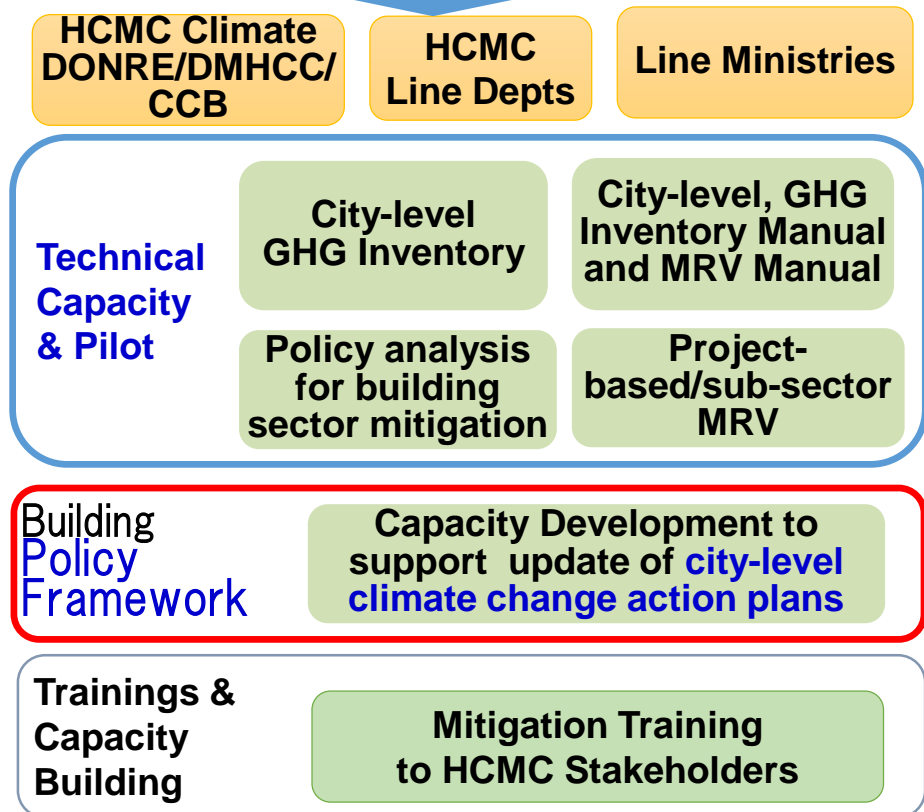 HCMC Climate
DONRE/DMHCC/
CCB
HCMC
Line Depts
Line Ministries
Technical
Capacity
& Pilot
City-level
GHG Inventory
City-level, GHG
Inventory Manual
and MRV Manual
Policy analysis
for building
sector mitigation
Project-
based/sub-sector
MRV
Building
Policy
Framework
Capacity Development to
support update of city-level
climate change action plans
Trainings &
Capacity
Building
Mitigation Training
to HCMC Stakeholders